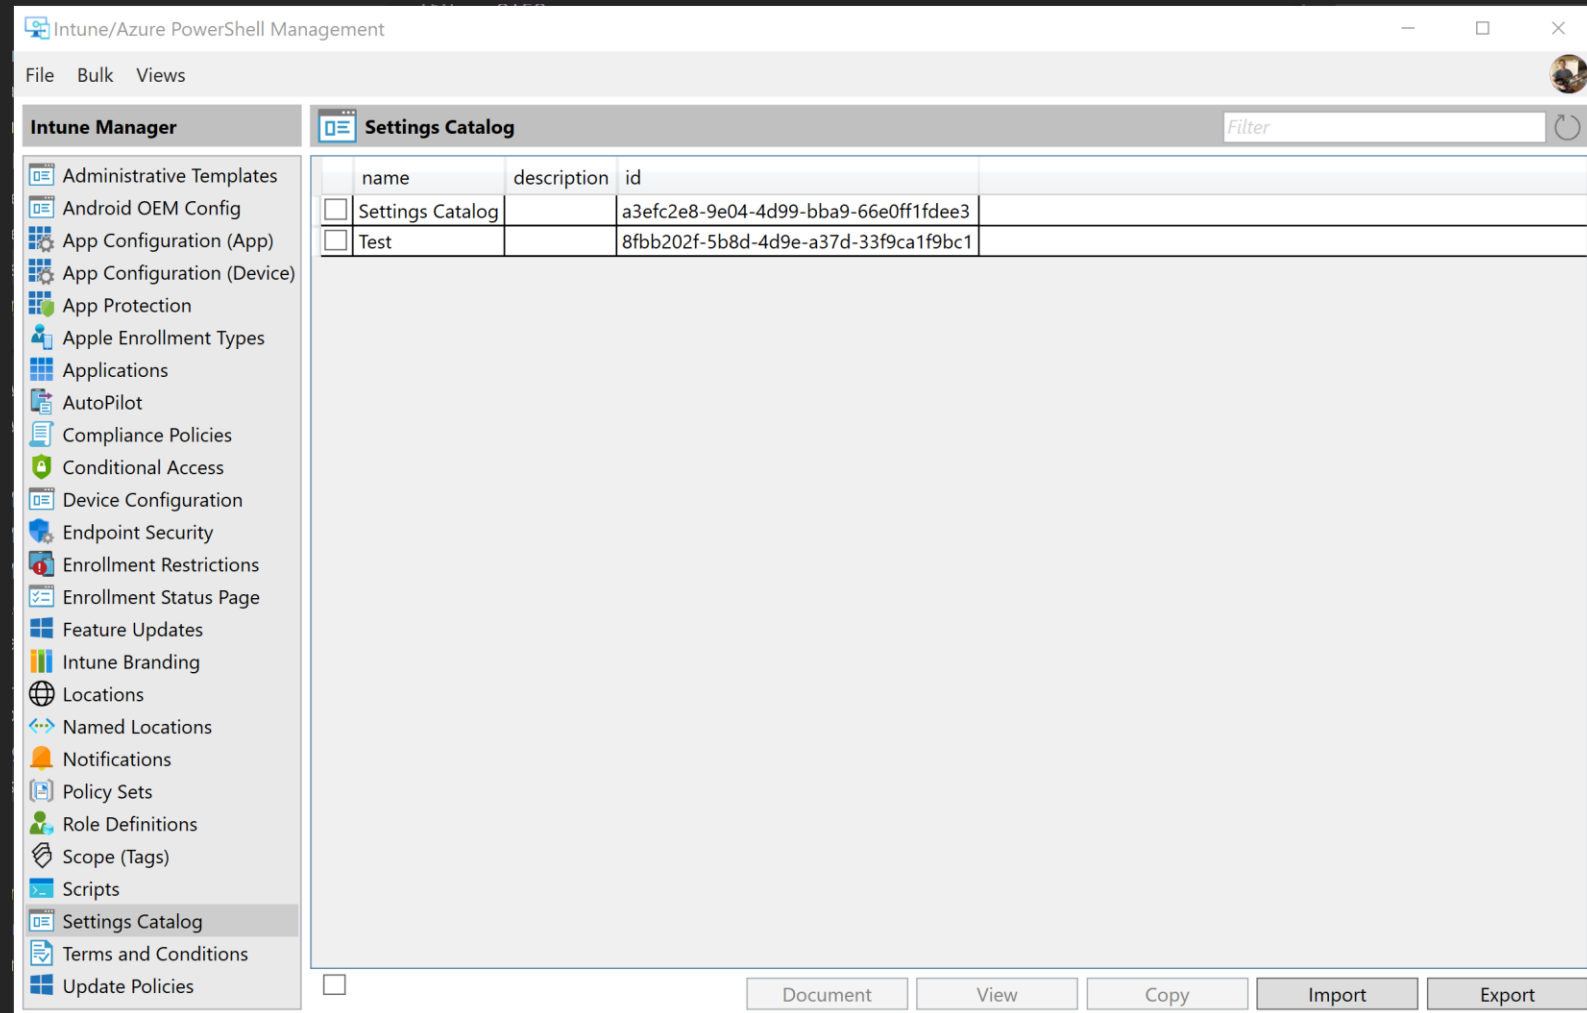 Intune/Azure PowerShell Management
File Bulk Views
Intune Manager
Settings Catalog
Filter
Administrative Templates
Android OEM Config
App Configuration (App)
App Configuration (Device)
App Protection
Apple Enrollment Types
Applications
AutoPilot
Compliance Policies
Conditional Access
Device Configuration
Endpoint Security
Enrollment Restrictions
Enrollment Status Page
Feature Updates
Intune Branding
Locations
Named Locations
Notifications
Policy Sets
Role Definitions
Scope (Tags)
Scripts
Settings Catalog
Terms and Conditions
Update Policies
name description id
Settings Catalog a3efc2e8-9e04-4d99-bba9-66e0ff1fdee3
Test 8fbb202f-5b8d-4d9e-a37d-33f9ca1f9bc1
Document View Copy Import Export